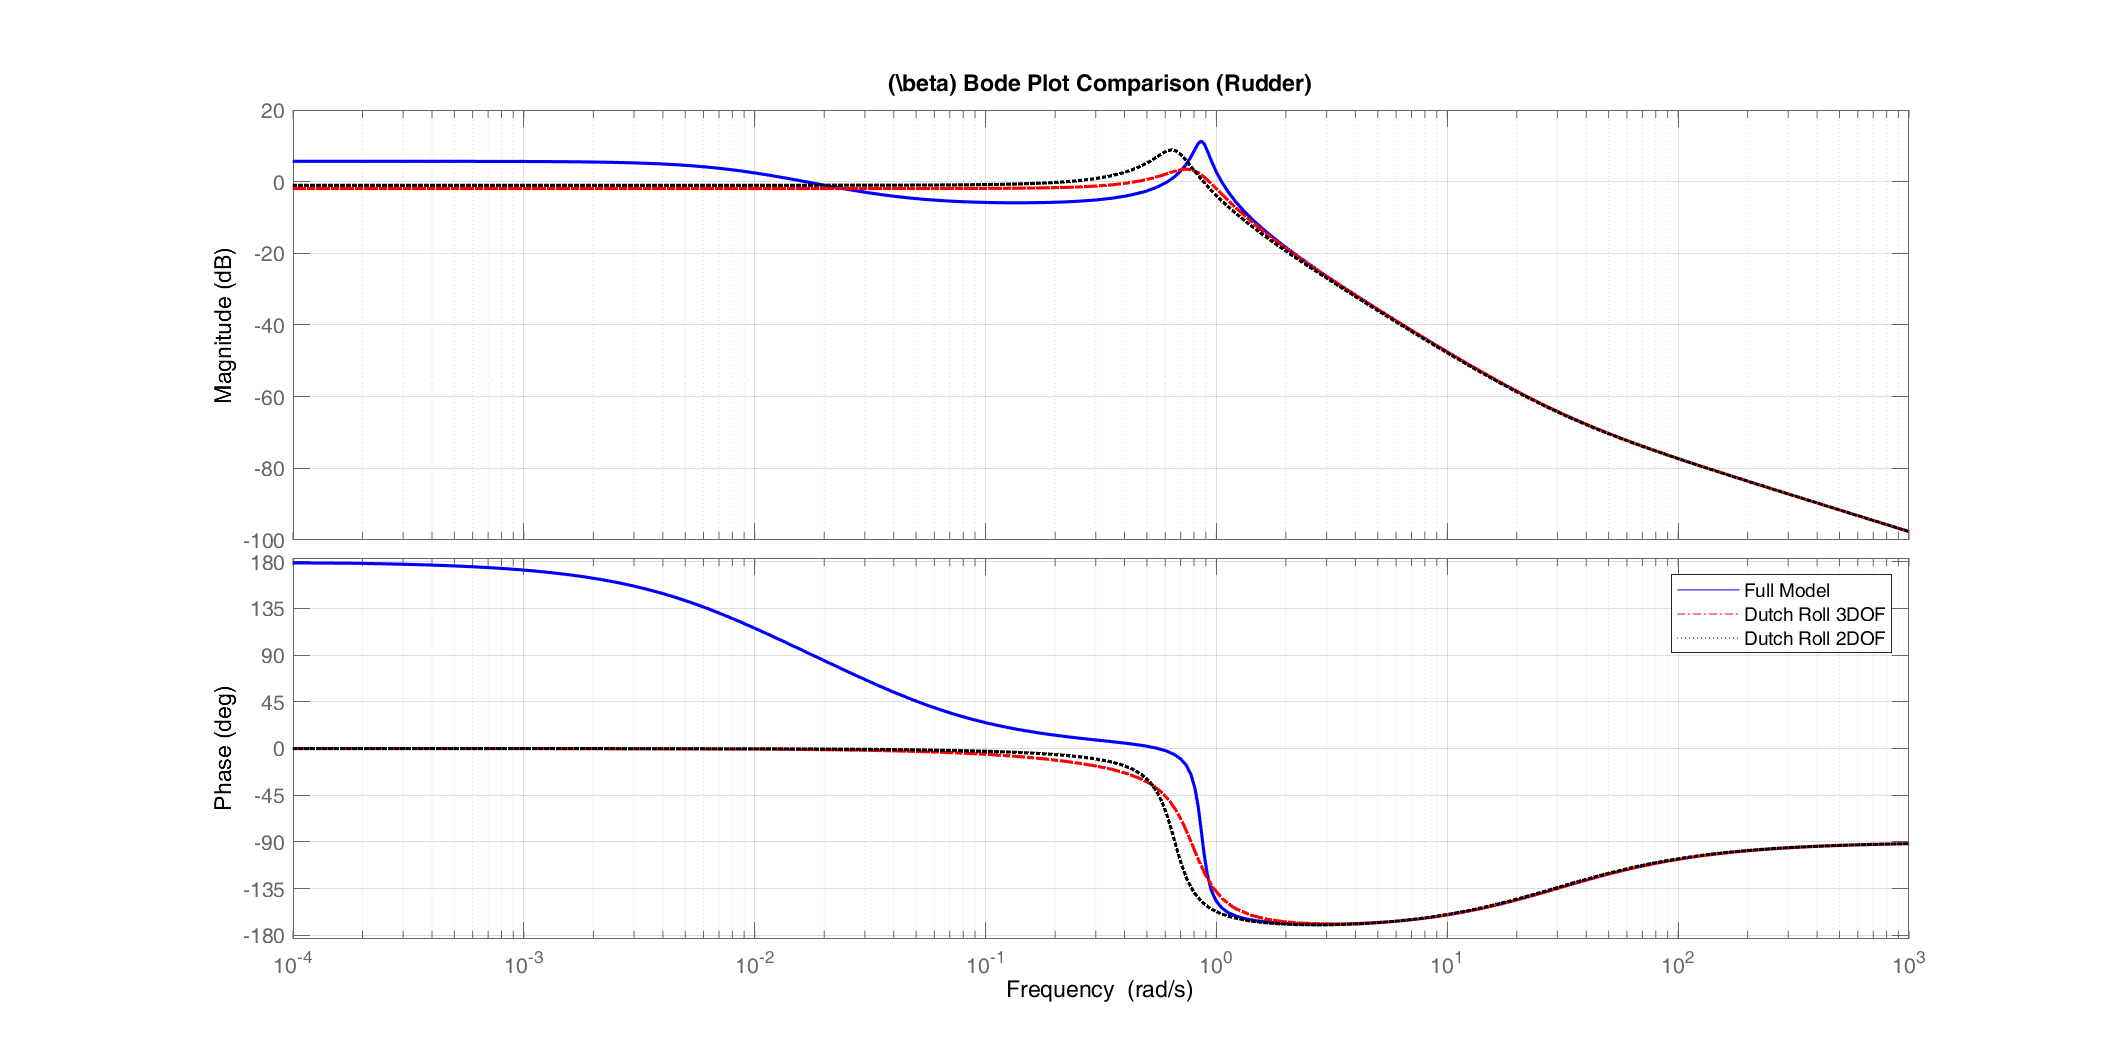 (\beta) Bode Plot Comparison (Rudder)
Magnitude (dB)
20
0
-20
-40
-60
-80
-100
Phase (deg)
180
135
90
45
0
-45
-90
-135
-180
Full Model
Dutch Roll 3DOF
Dutch Roll 2DOF
10^-4 10^-3 10^-2 10^-1 10^0 10^1 10^2 10^3
Frequency (rad/s)